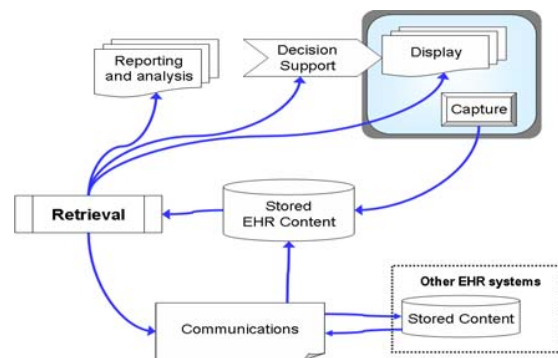 Reporting
and analysis
Decision
Support
Display
Capture
Retrieval
Stored
EHR Content
Other EHR systems
Stored Content
Communications